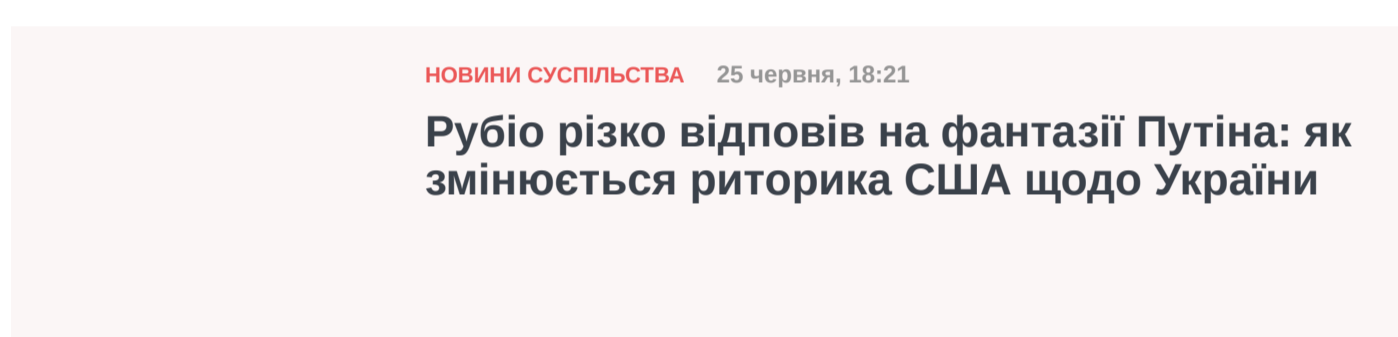 НОВИНИ СУСПІЛЬСТВА 25 червня, 18:21
Рубіо різко відповів на фантазії Путіна: як
змінюється риторика США щодо України